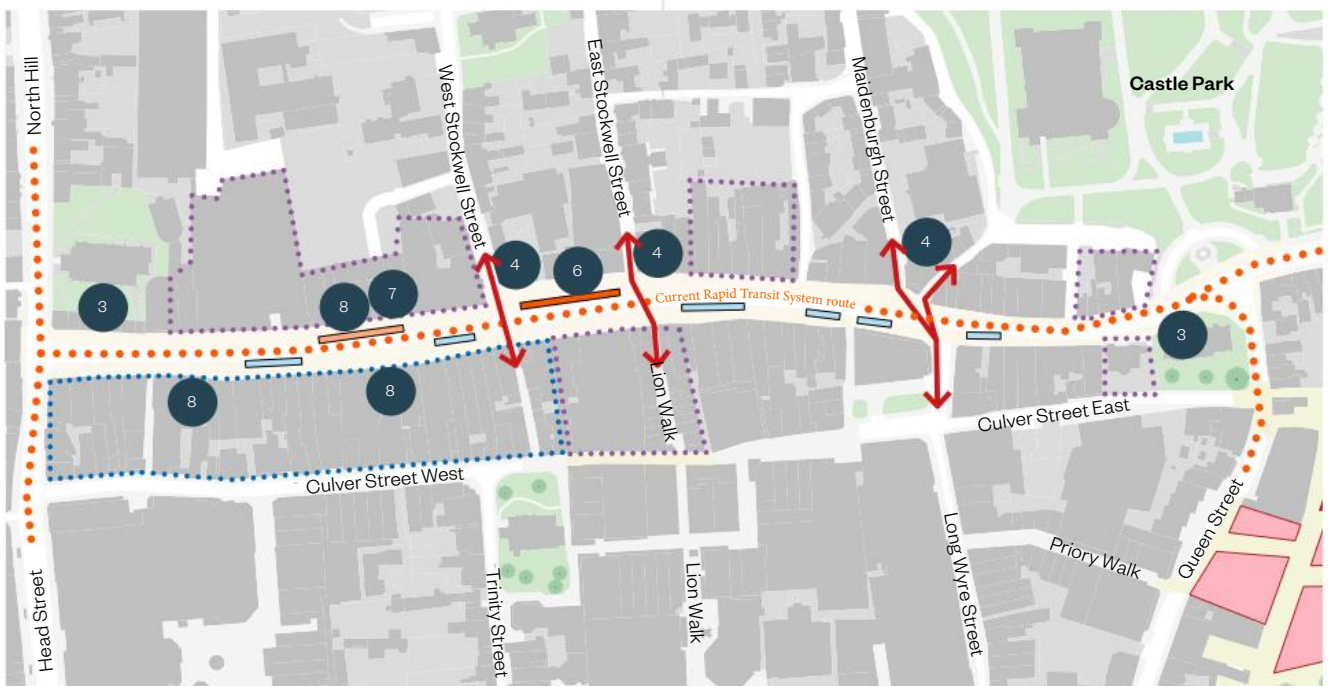 North Hill
West Stockwell Street
East Stockwell Street
Maidenburgh Street
Castle Park
3
8
7
4
6
4
4
Current Rapid Transit System route
3
8
8
Lion Walk
Culver Street East
Culver Street West
Head Street
Trinity Street
Lion Walk
Long Wyre Street
Priory Walk
Queen Street